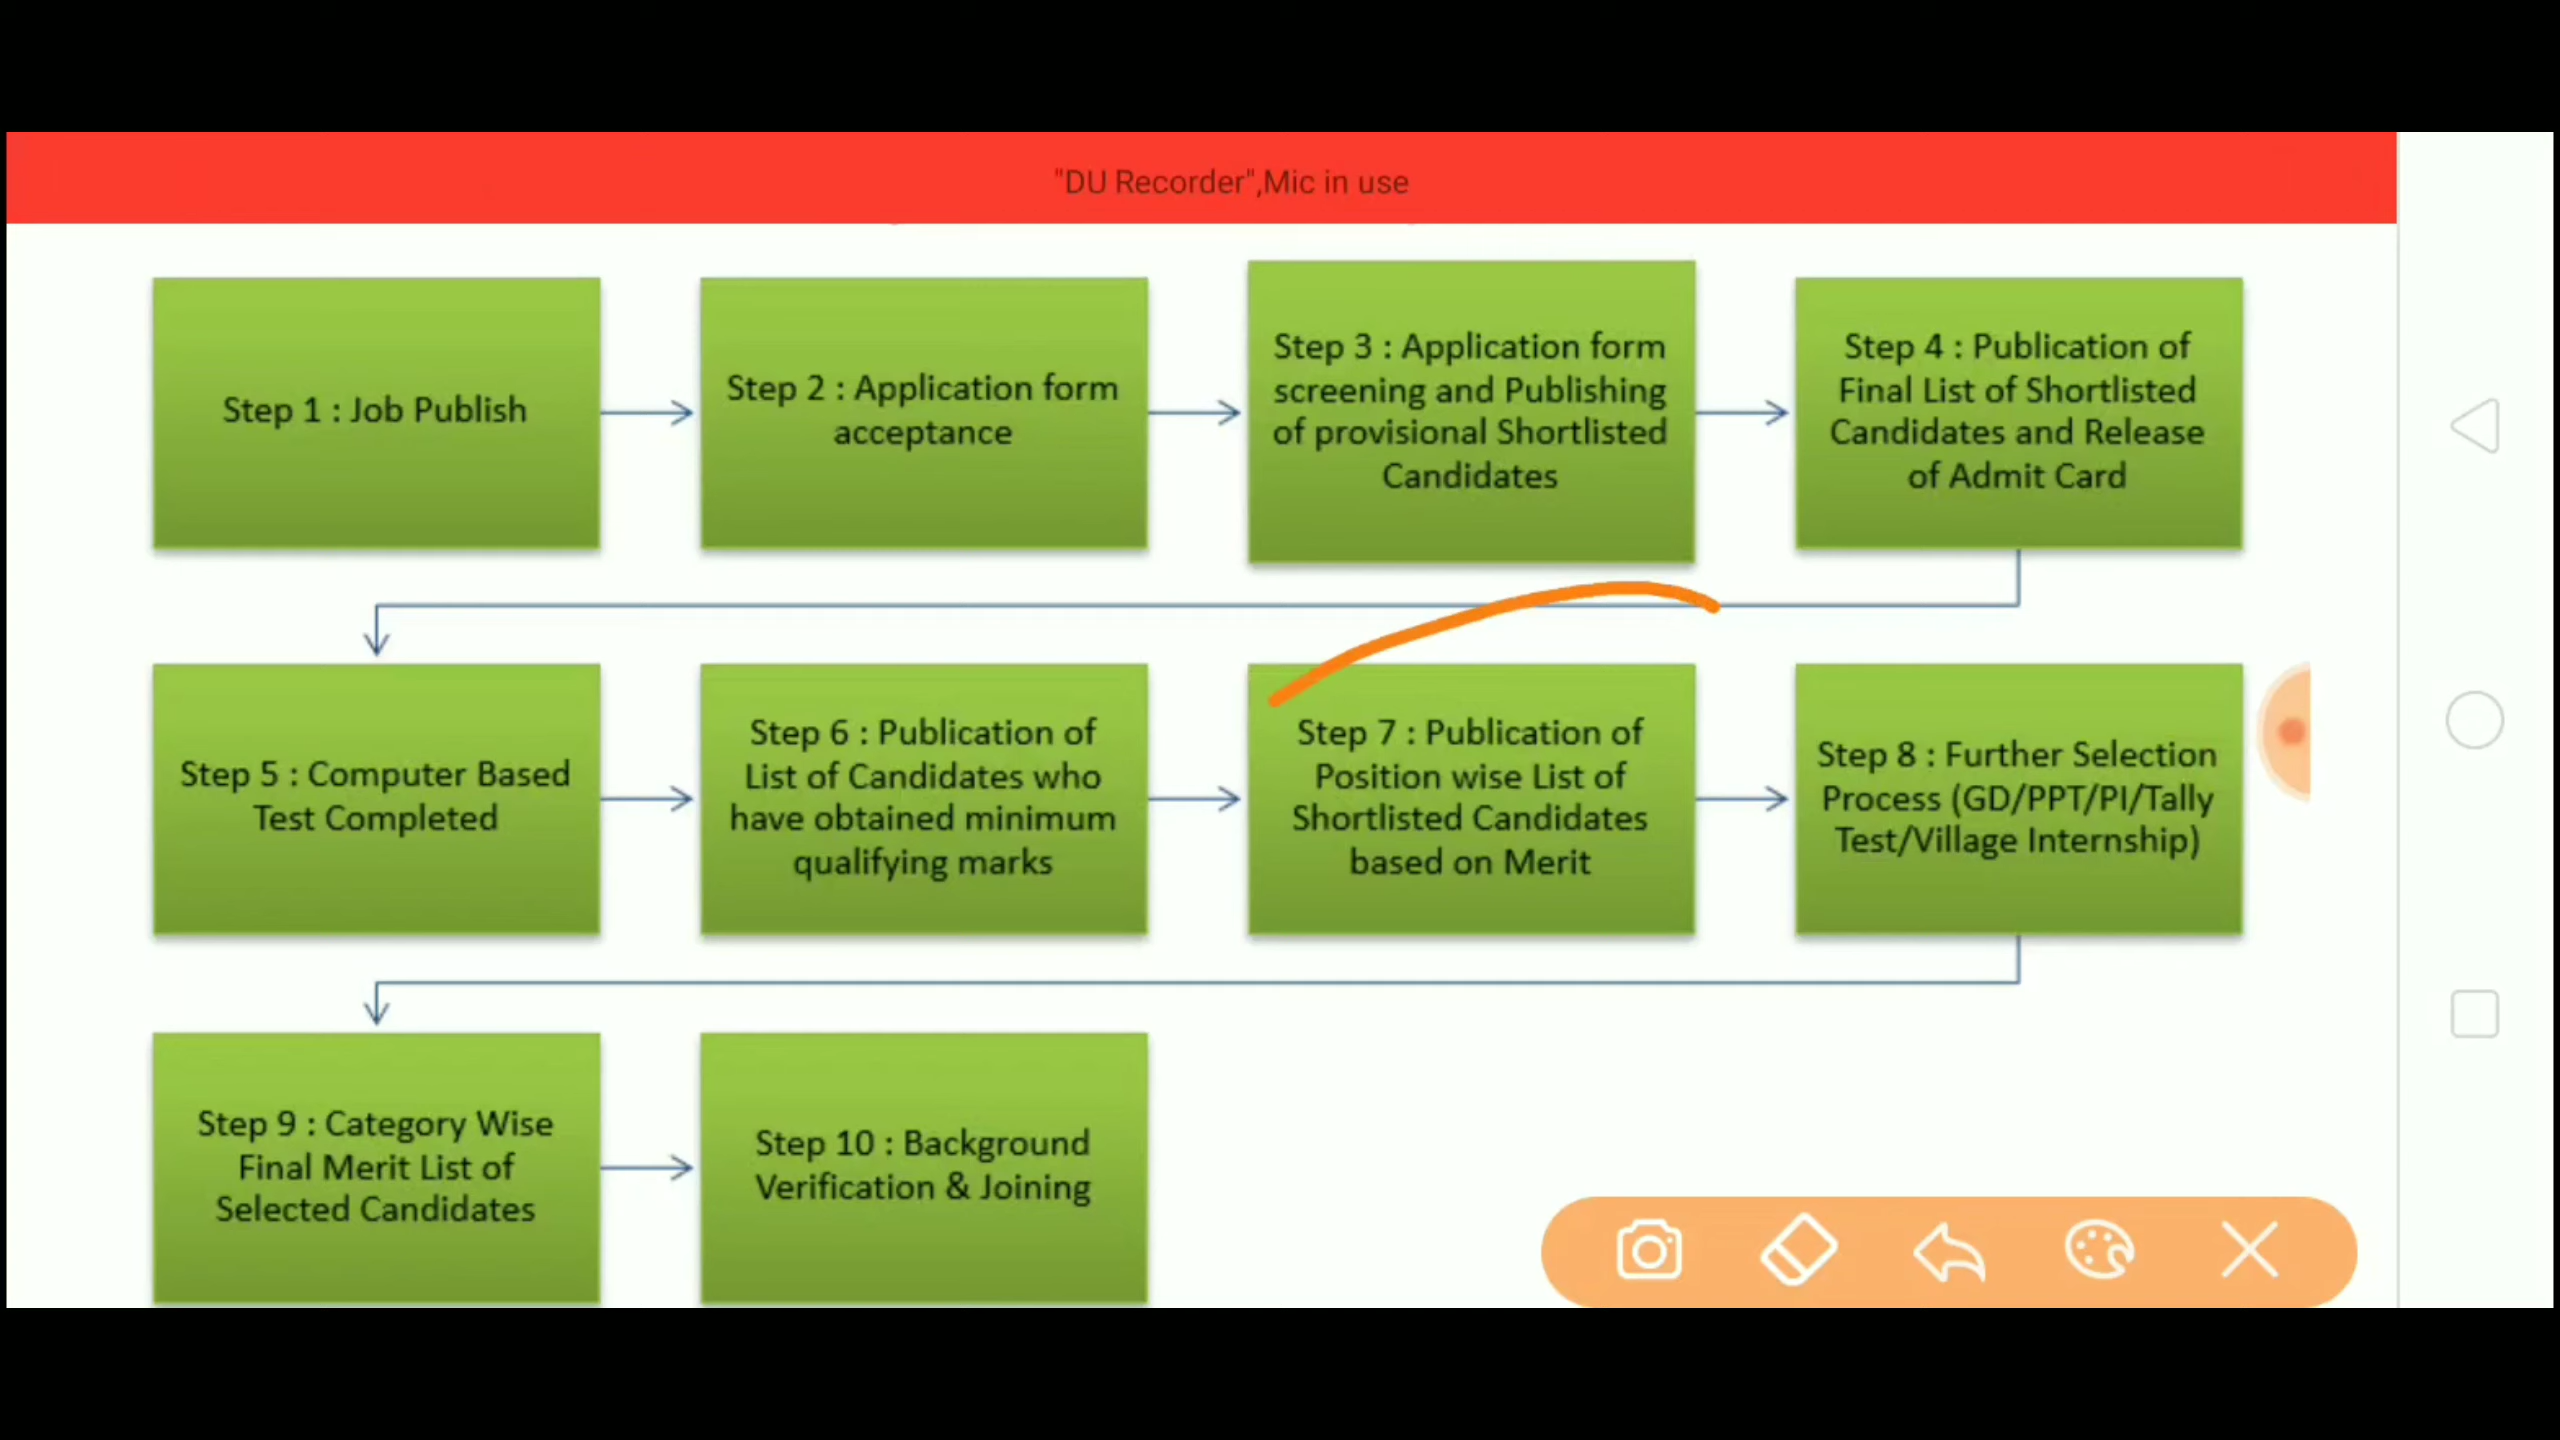 "DU Recorder",Mic in use
Step 1 : Job Publish
Step 2 : Application form
acceptance
Step 3 : Application form
screening and Publishing
of provisional Shortlisted
Candidates
Step 4 : Publication of
Final List of Shortlisted
Candidates and Release
of Admit Card
Step 5 : Computer Based
Test Completed
Step 6 : Publication of
List of Candidates who
have obtained minimum
qualifying marks
Step 7 : Publication of
Position wise List of
Shortlisted Candidates
based on Merit
Step 8 : Further Selection
Process (GD/PPT/PI/Tally
Test/Village Internship)
Step 9 : Category Wise
Final Merit List of
Selected Candidates
Step 10 : Background
Verification & Joining